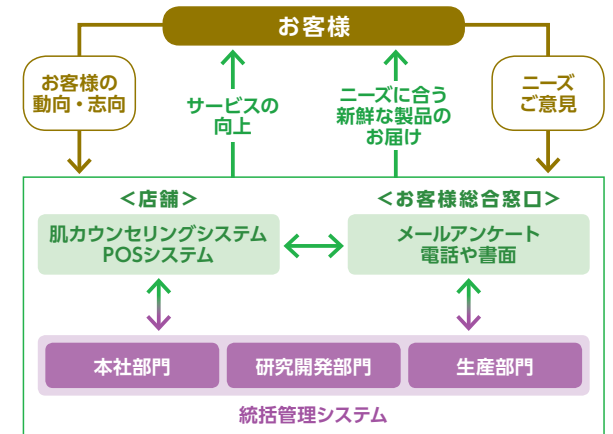 お客様
お客様の
動向・志向
サービスの
向上
ニーズに合う
新鮮な製品の
お届け
ニーズ
ご意見
＜店舗＞
肌カウンセリングシステム
POSシステム
＜お客様総合窓口＞
メールアンケート
電話や書面
本社部門
研究開発部門
生産部門
統括管理システム